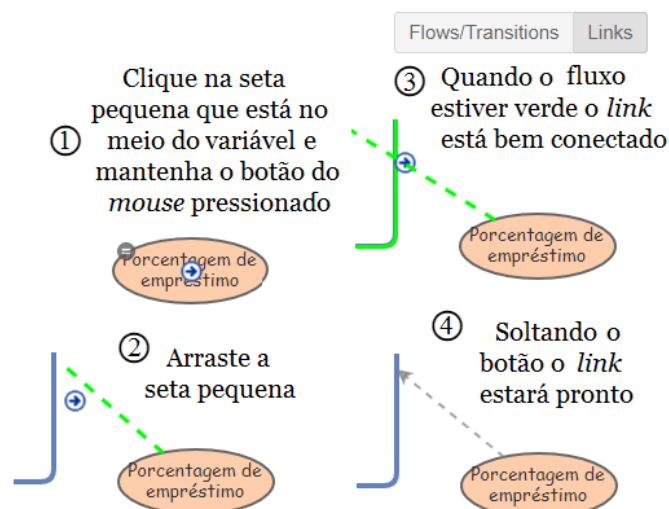 Flows/Transitions Links
① Clique na seta
pequena que está no
meio do variável e
mantenha o botão do
mouse pressionado
=
Porcentagem de
empréstimo
② Arraste a
seta pequena
Porcentagem de
empréstimo
③ Quando o fluxo
estiver verde o link
está bem conectado
Porcentagem de
empréstimo
④ Soltando o
botão o link
estará pronto
Porcentagem de
empréstimo